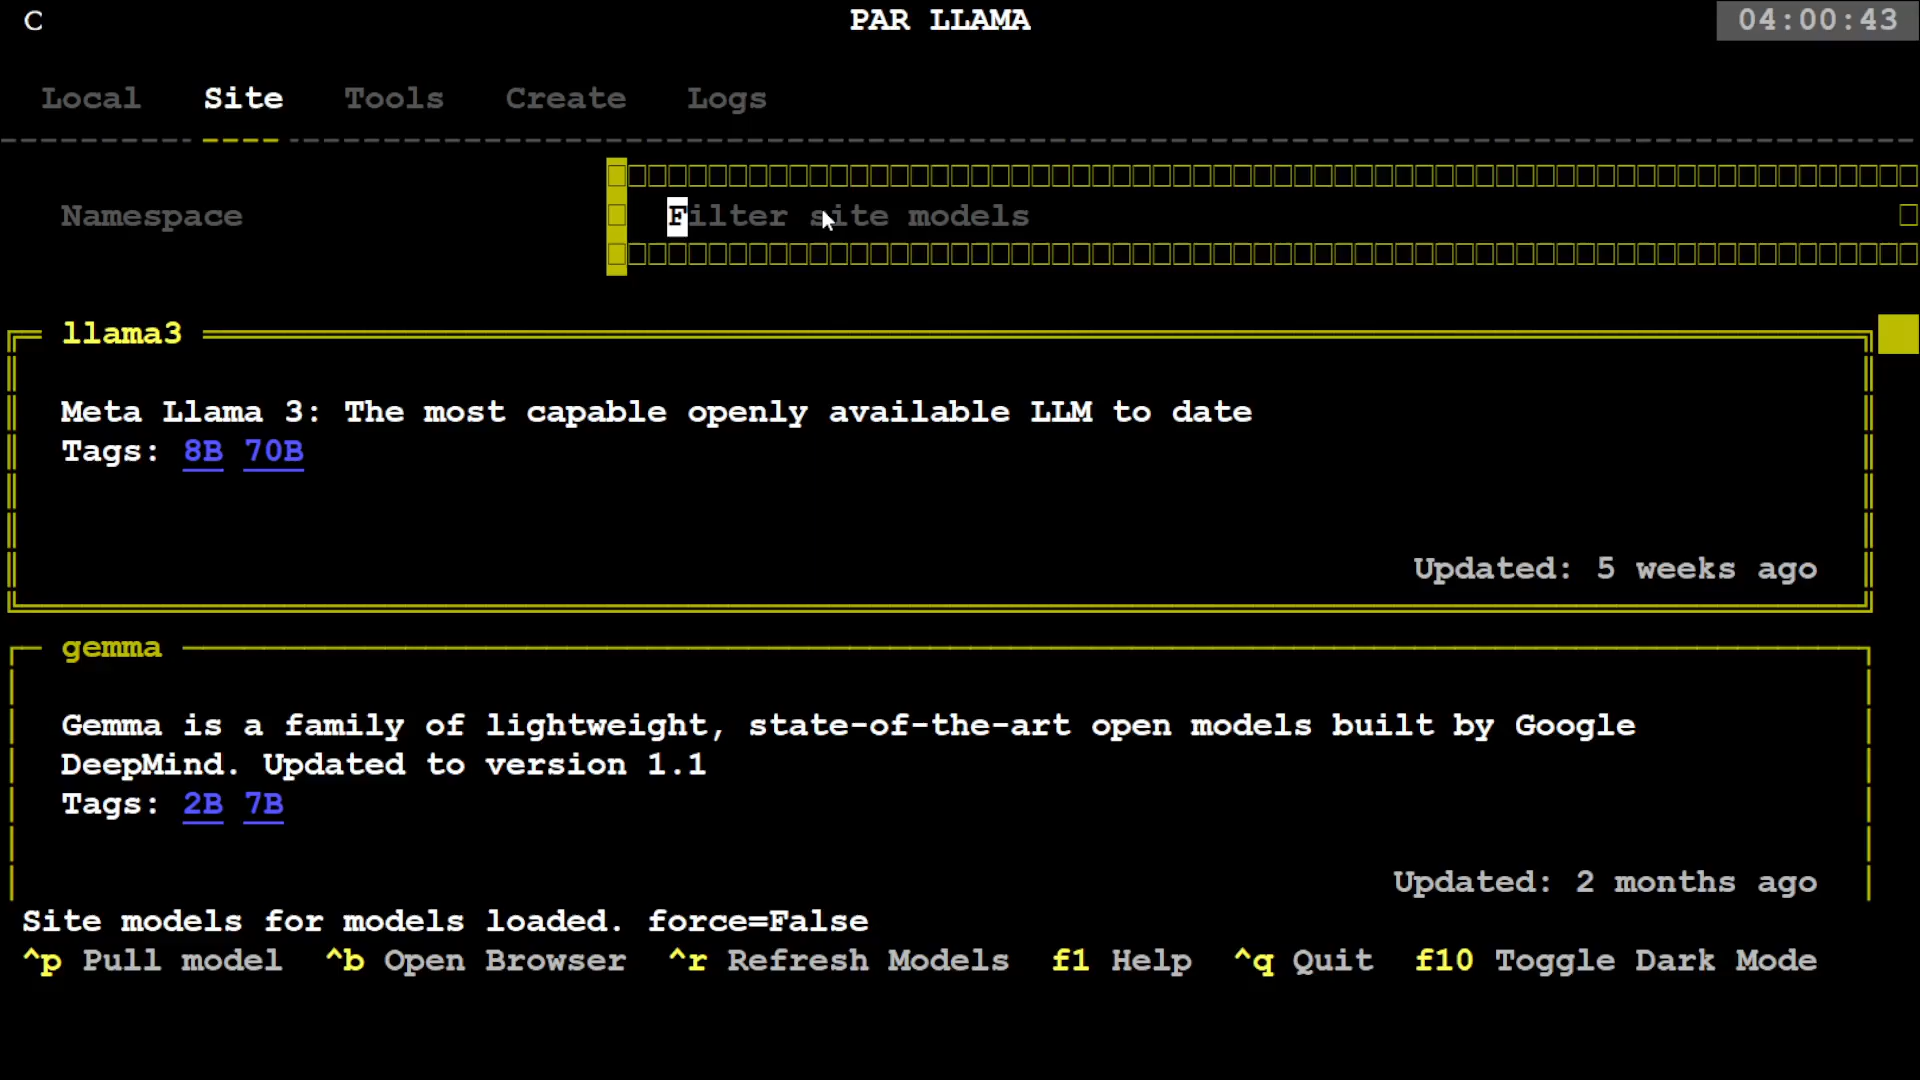 C PAR LLAMA 04:00:43
Local Site Tools Create Logs
Namespace Filter site models
llama3
Meta Llama 3: The most capable openly available LLM to date
Tags: 8B 70B
Updated: 5 weeks ago
gemma
Gemma is a family of lightweight, state-of-the-art open models built by Google
DeepMind. Updated to version 1.1
Tags: 2B 7B
Updated: 2 months ago
Site models for models loaded. force=False
^p Pull model ^b Open Browser ^r Refresh Models f1 Help ^q Quit f10 Toggle Dark Mode